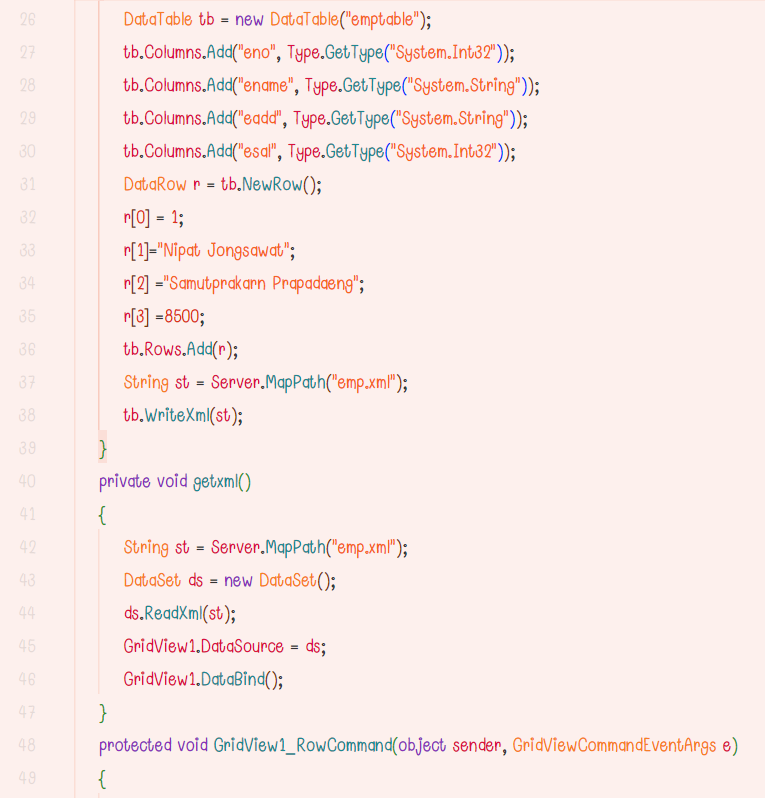 26 DataTable tb = new DataTable("emptable");
27 tb.Columns.Add("eno", Type.GetType("System.Int32"));
28 tb.Columns.Add("ename", Type.GetType("System.String"));
29 tb.Columns.Add("eadd", Type.GetType("System.String"));
30 tb.Columns.Add("esal", Type.GetType("System.Int32"));
31 DataRow r = tb.NewRow();
32 r[0] = 1;
33 r[1]="Nipat Jongsawat";
34 r[2] ="Samutprakarn Prapadaeng";
35 r[3] =8500;
36 tb.Rows.Add(r);
37 String st = Server.MapPath("emp.xml");
38 tb.WriteXml(st);
39 }
40 private void getxml()
41 {
42 String st = Server.MapPath("emp.xml");
43 DataSet ds = new DataSet();
44 ds.ReadXml(st);
45 GridView1.DataSource = ds;
46 GridView1.DataBind();
47 }
48 protected void GridView1_RowCommand(object sender, GridViewCommandEventArgs e)
49 {